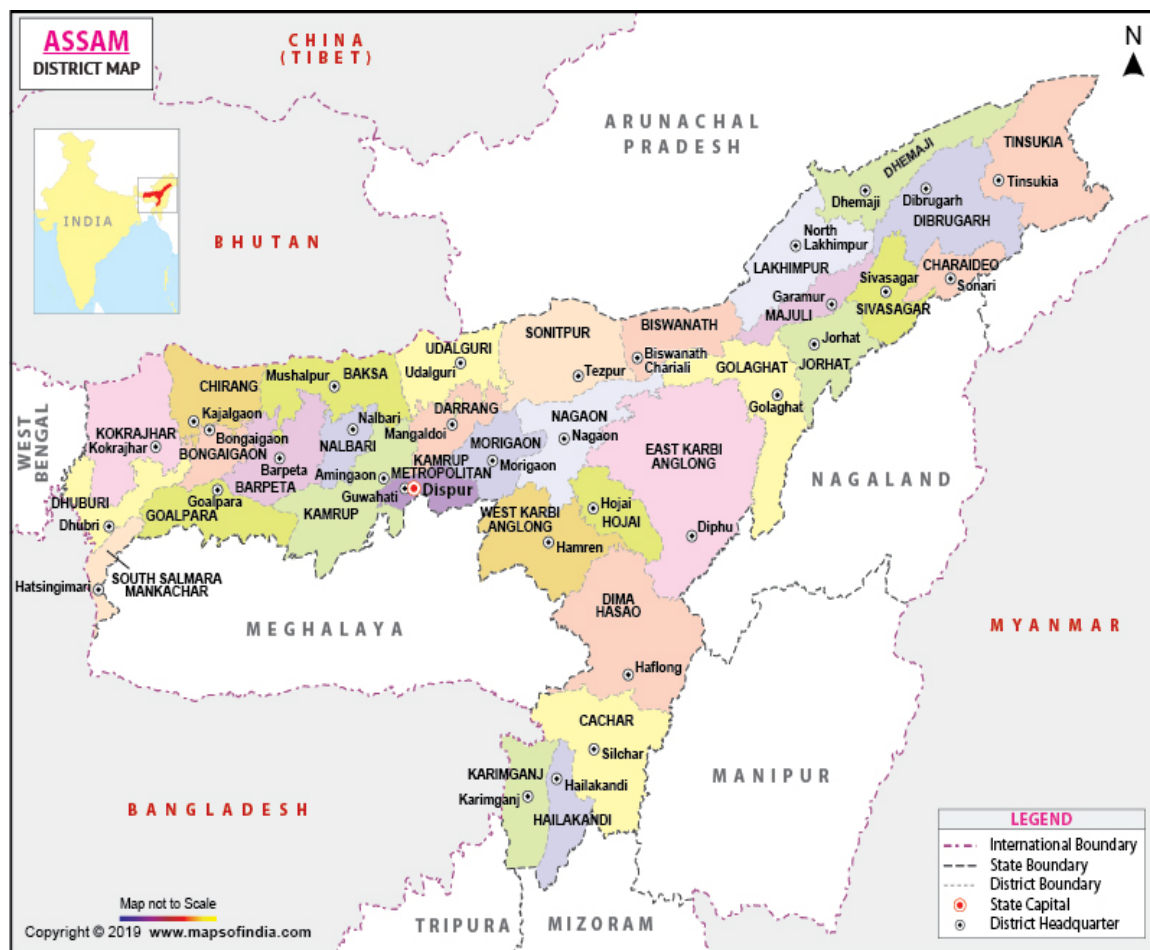 ASSAM
DISTRICT MAP
CHINA
(TIBET)
N
ARUNACHAL
PRADESH
INDIA
BHUTAN
DHEMAJI
Dhemaji
TINSUKIA
Tinsukia
Dibrugarh
DIBRUGARH
North
Lakhimpur
LAKHIMPUR
CHARAIDEO
Sonari
Sivasagar
SIVASAGAR
Garamur
MAJULI
Jorhat
JORHAT
SONITPUR
Tezpur
BISWANATH
Biswanath
Chariali
GOLAGHAT
Golaghat
UDALGURI
Udalguri
Mushalpur
BAKSA
CHIRANG
Kajalgaon
WEST
BENGAL
KOKRAJHAR
Kokrajhar
Bongaigaon
BONGAIGAON
Barpeta
BARPETA
Nalbari
NALBARI
DARRANG
Mangaldoi
MORIGAON
Morigaon
NAGAON
Nagaon
EAST KARBI
ANGLONG
Diphu
KAMRUP
METROPOLITAN
Amingaon
Guwahati
Dispur
KAMRUP
Goalpara
GOALPARA
DHUBURI
Dhubri
SOUTH SALMARA
MANKACHAR
Hatsingimari
WEST KARBI
ANGLONG
Hamren
Hojai
HOJAI
NAGALAND
MEGHALAYA
DIMA
HASAO
Haflong
MYANMAR
CACHAR
Silchar
KARIMGANJ
Karimganj
Hailakandi
HAILAKANDI
MANIPUR
BANGLADESH
TRIPURA
MIZORAM
LEGEND
International Boundary
State Boundary
District Boundary
State Capital
District Headquarter
Map not to Scale
Copyright © 2019 www.mapsofindia.com